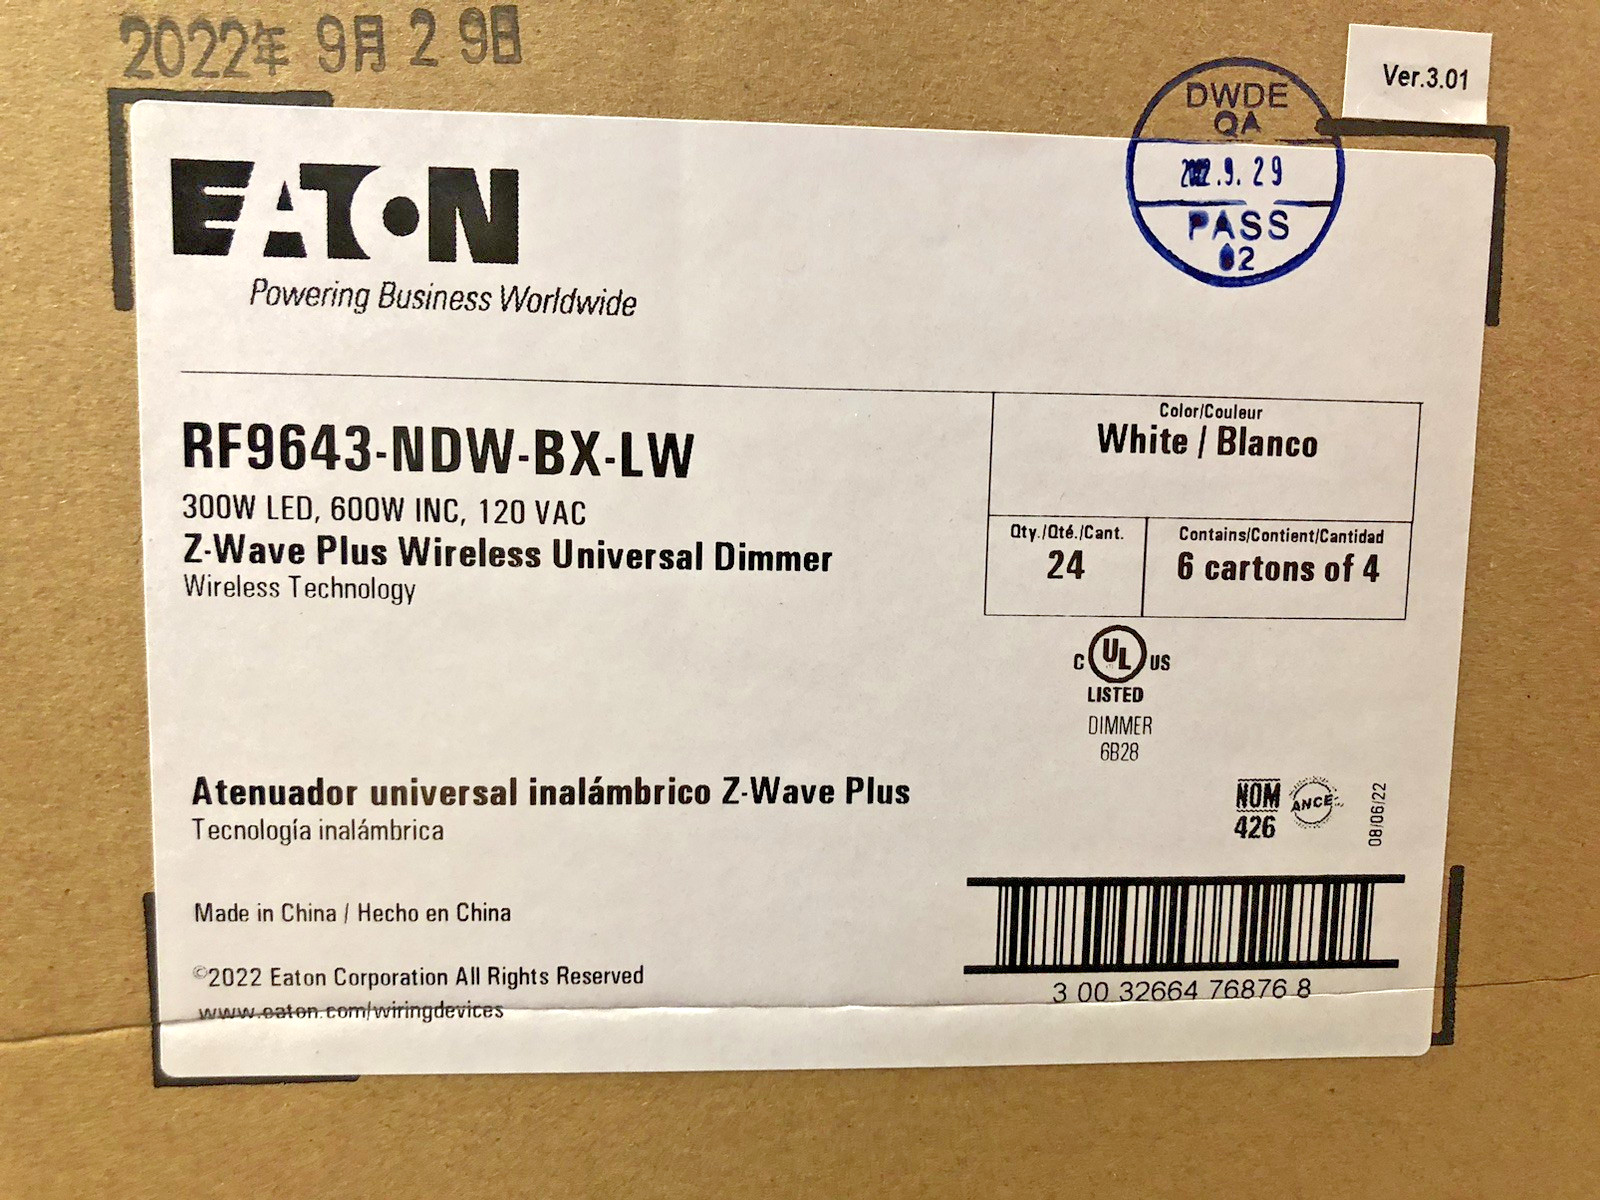 2022年 9月 2 9日
Ver.3.01
DWDE
QA
2022.9.29
PASS
02
EATON
Powering Business Worldwide
RF9643-NDW-BX-LW
300W LED, 600W INC, 120 VAC
Z-Wave Plus Wireless Universal Dimmer
Wireless Technology
Color/Couleur
White / Blanco
Qty./Qté./Cant.
24
Contains/Contient/Cantidad
6 cartons of 4
C UL US
LISTED
DIMMER
6B28
Atenuador universal inalámbrico Z-Wave Plus
Tecnología inalámbrica
NOM
426
ANCE
08/06/22
Made in China / Hecho en China
©2022 Eaton Corporation All Rights Reserved
www.eaton.com/wiringdevices
3 00 32664 76876 8